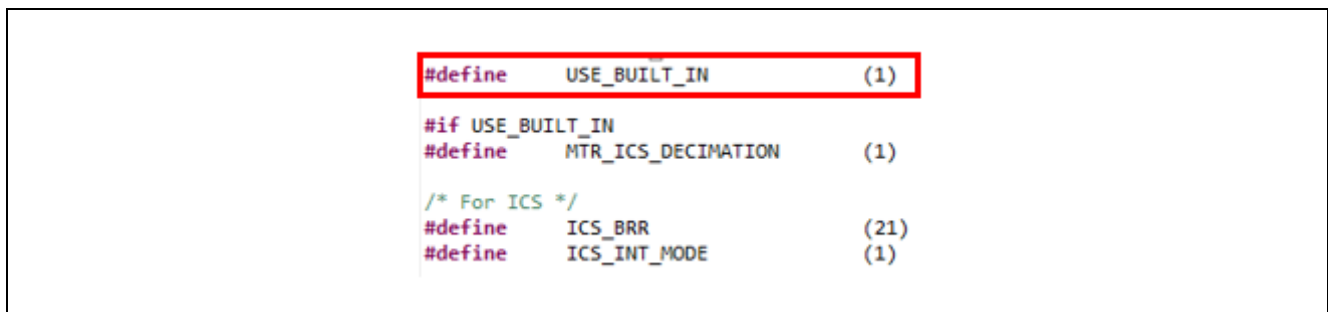 #define USE_BUILT_IN (1)
#if USE_BUILT_IN
#define MTR_ICS_DECIMATION (1)
/* For ICS */
#define ICS_BRR (21)
#define ICS_INT_MODE (1)